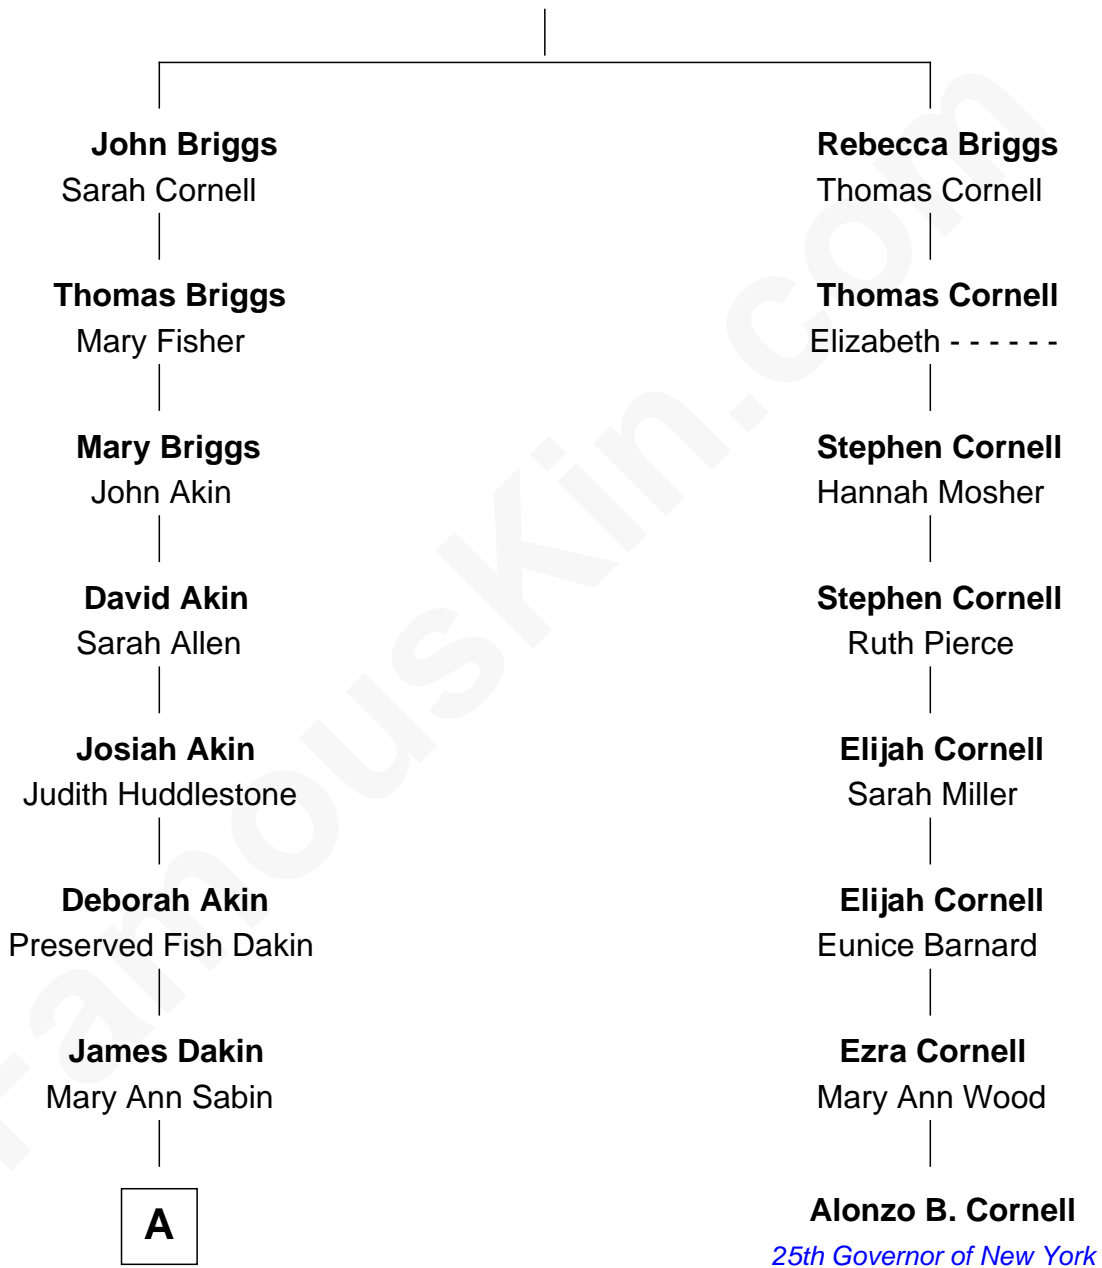 John Briggs
Sarah Cornell
Rebecca Briggs
Thomas Cornell
Thomas Briggs
Mary Fisher
Thomas Cornell
Elizabeth - - - - - -
Mary Briggs
John Akin
Stephen Cornell
Hannah Mosher
David Akin
Sarah Allen
Stephen Cornell
Ruth Pierce
Josiah Akin
Judith Huddlestone
Elijah Cornell
Sarah Miller
Deborah Akin
Preserved Fish Dakin
Elijah Cornell
Eunice Barnard
James Dakin
Mary Ann Sabin
Ezra Cornell
Mary Ann Wood
A
Alonzo B. Cornell
25th Governor of New York
FamousKin.com